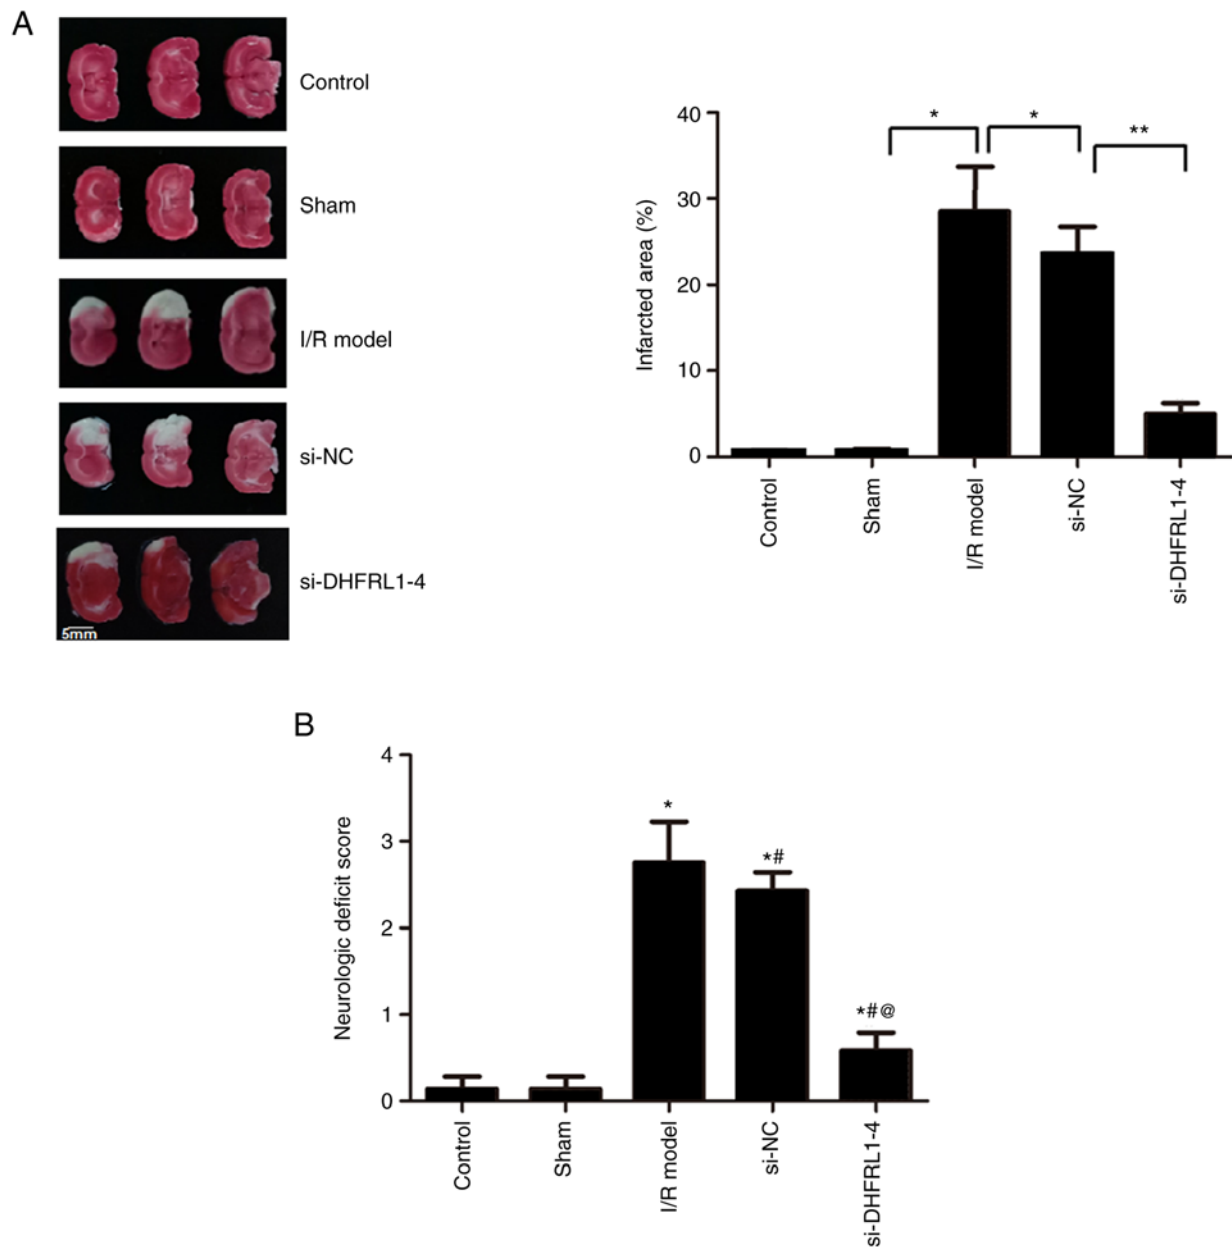 A
Control
Sham
I/R model
si-NC
si-DHFRL1-4
5mm
Infarcted area (%)
40
30
20
10
0
*
*
**
Control
Sham
I/R model
si-NC
si-DHFRL1-4
B
Neurologic deficit score
4
3
2
1
0
*
*#
*#@
Control
Sham
I/R model
si-NC
si-DHFRL1-4